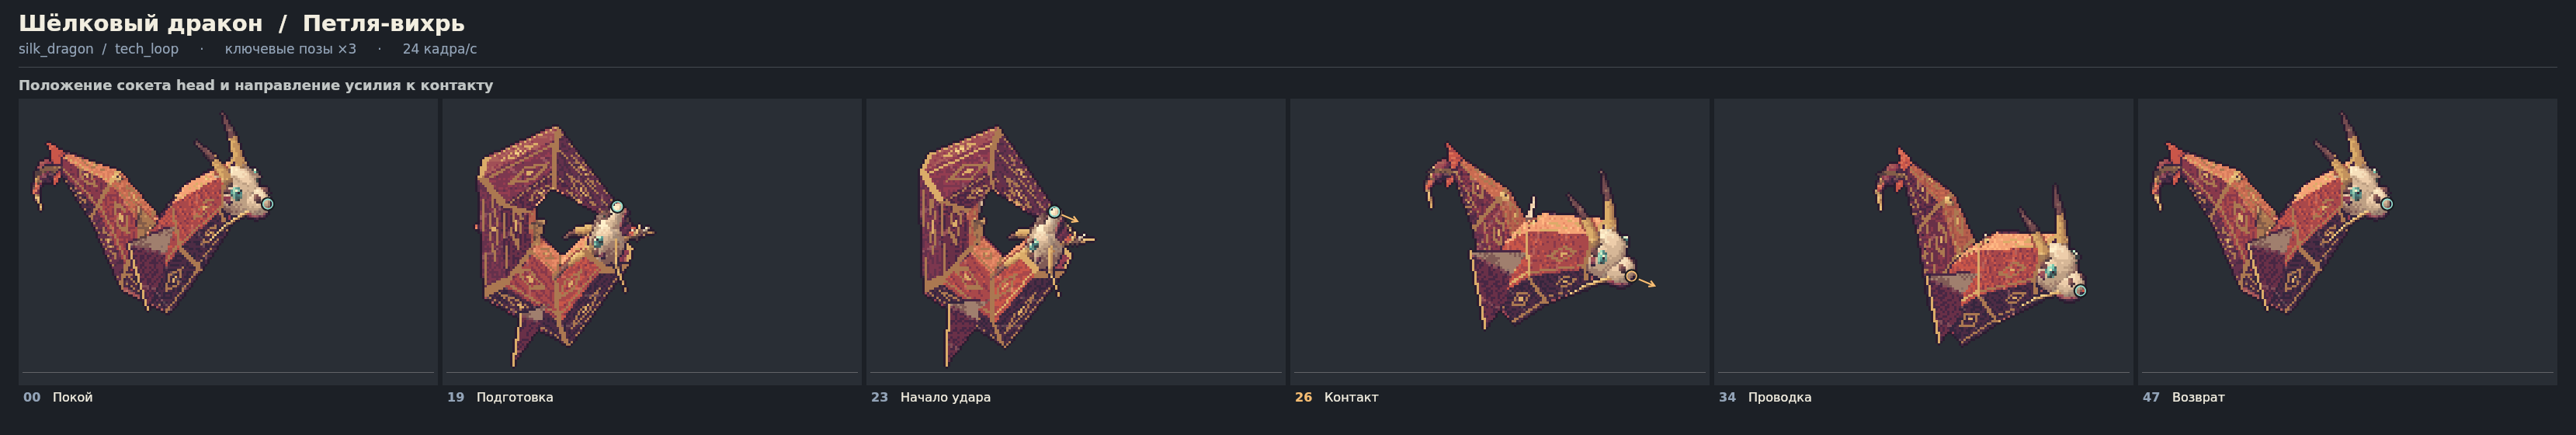 Шёлковый дракон / Петля-вихрь
silk_dragon / tech_loop · ключевые позы ×3 · 24 кадра/с
Положение сокета head и направление усилия к контакту
00 Покой
19 Подготовка
23 Начало удара
26 Контакт
34 Проводка
47 Возврат